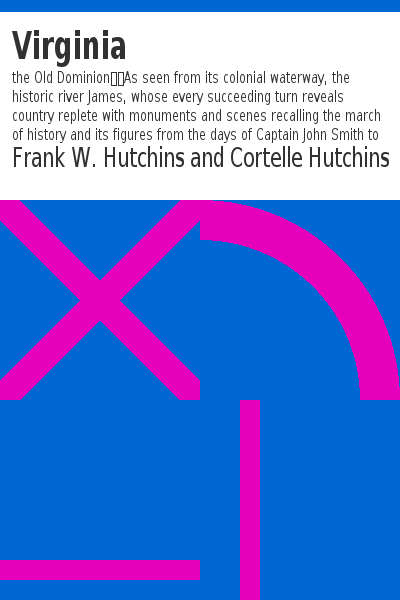 Virginia
the Old Dominion▯▯As seen from its colonial waterway, the
historic river James, whose every succeeding turn reveals
country replete with monuments and scenes recalling the march
of history and its figures from the days of Captain John Smith to
Frank W. Hutchins and Cortelle Hutchins